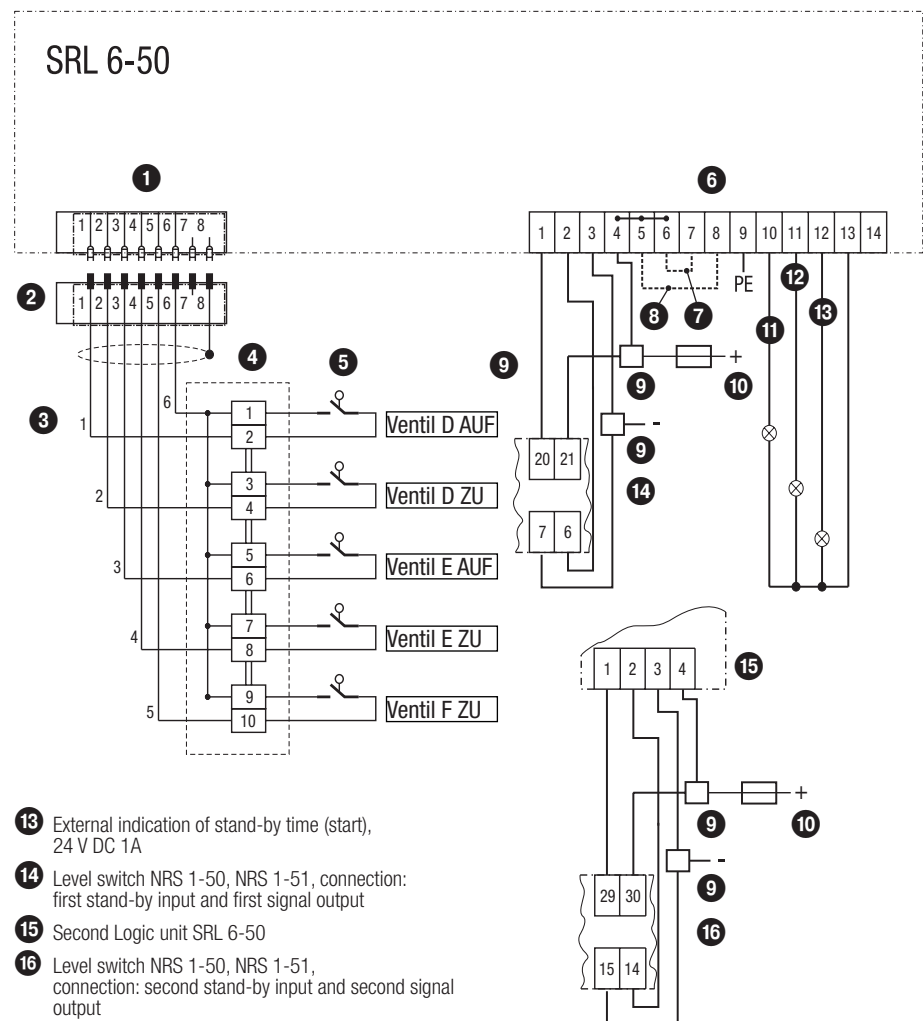 SRL 6-50
1
6
1 2 3 4 5 6 7 8
1 2 3 4 5 6 7 8 9 10 11 12 13 14
2
1 2 3 4 5 6 7 8
PE
12
8 7
11
13
4
5
9
9
10
3
6
1
1
2
Ventil D AUF
9
-
+
20 21
14
2
3
4
Ventil D ZU
7 6
3
5
6
Ventil E AUF
4
7
8
Ventil E ZU
1 2 3 4
15
5
9
10
Ventil F ZU
+
9
10
13 External indication of stand-by time (start),
24 V DC 1A
14 Level switch NRS 1-50, NRS 1-51, connection:
first stand-by input and first signal output
15 Second Logic unit SRL 6-50
16 Level switch NRS 1-50, NRS 1-51,
connection: second stand-by input and second signal
output
-
9
29 30
16
15 14